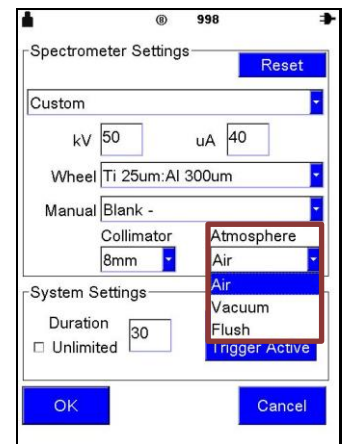 ® 998
Spectrometer Settings
Reset
Custom
kV 50 uA 40
Wheel Ti 25um:Al 300um
Manual Blank -
Collimator Atmosphere
8mm Air
Air
Vacuum
Flush
System Settings
Duration 30
Unlimited
Trigger Active
OK Cancel